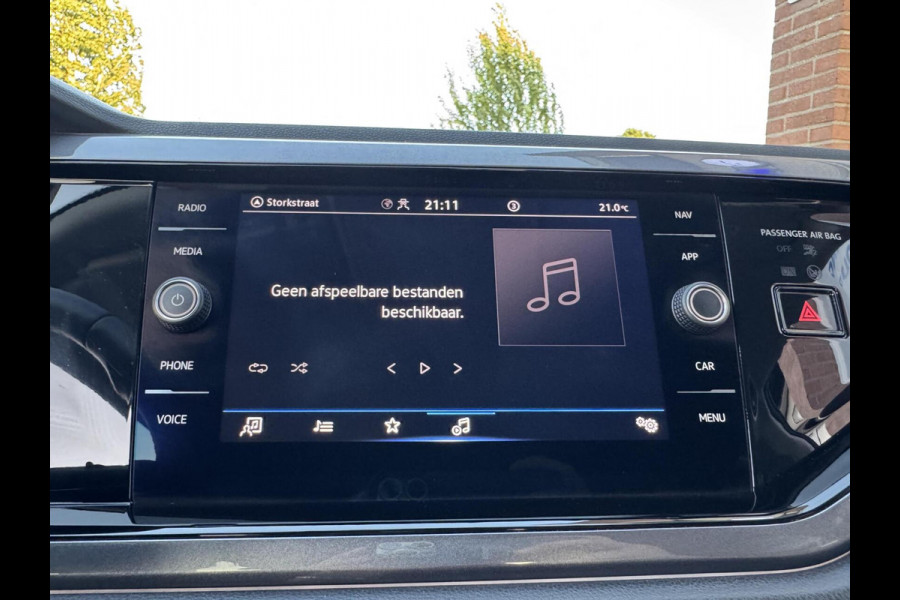 RADIO
MEDIA
PHONE
VOICE
Storkstraat 21:11 3 21.0°C
Geen afspeelbare bestanden
beschikbaar.
NAV
APP
CAR
MENU
PASSENGER AIR BAG
OFF